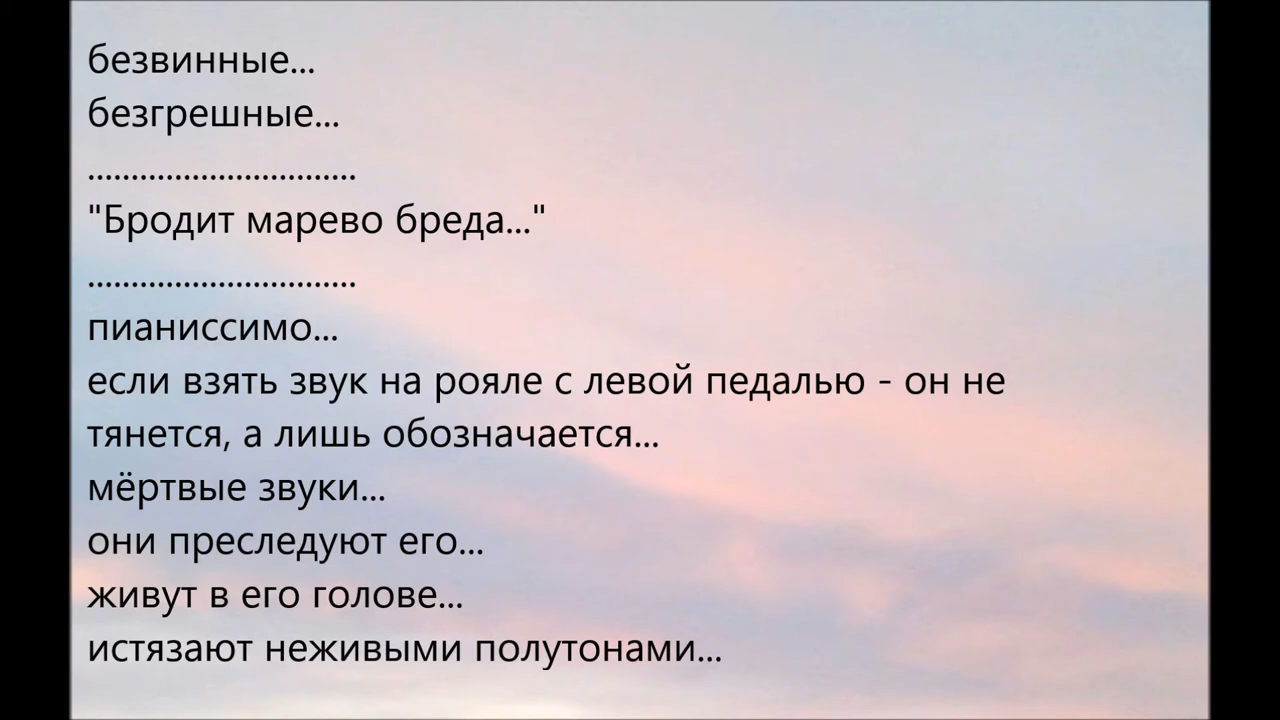 безвинные...
безгрешные...
...............................
"Бродит марево бреда..."
...............................
пианиссимо...
если взять звук на рояле с левой педалью - он не
тянется, а лишь обозначается...
мёртвые звуки...
они преследуют его...
живут в его голове...
истязают неживыми полутонами...